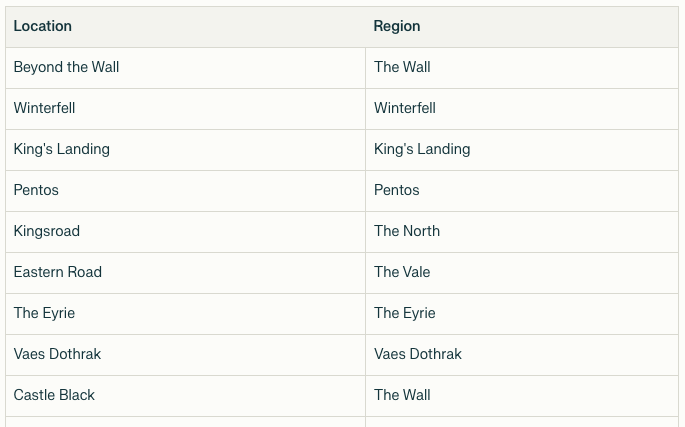 Location Region
Beyond the Wall The Wall
Winterfell Winterfell
King's Landing King's Landing
Pentos Pentos
Kingsroad The North
Eastern Road The Vale
The Eyrie The Eyrie
Vaes Dothrak Vaes Dothrak
Castle Black The Wall